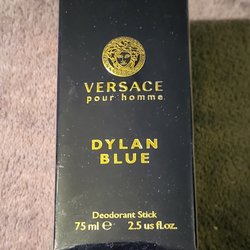 VERSACE
pour homme
DYLAN
BLUE
Deodorant Stick
75 ml e 2.5 us fl.oz.